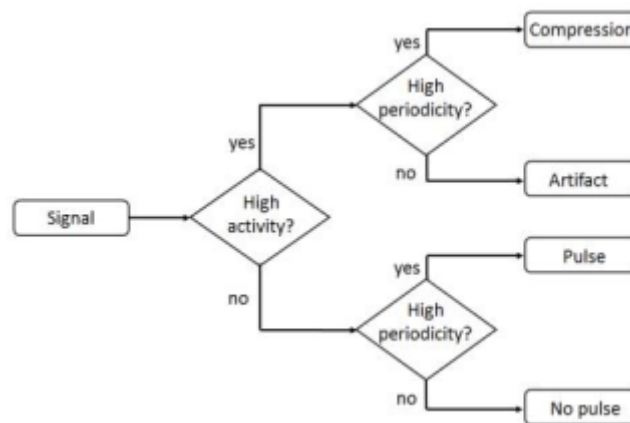 yes
Compression
High
periodicity?
yes
no
Artifact
Signal
High
activity?
yes
Pulse
no
High
periodicity?
no
No pulse